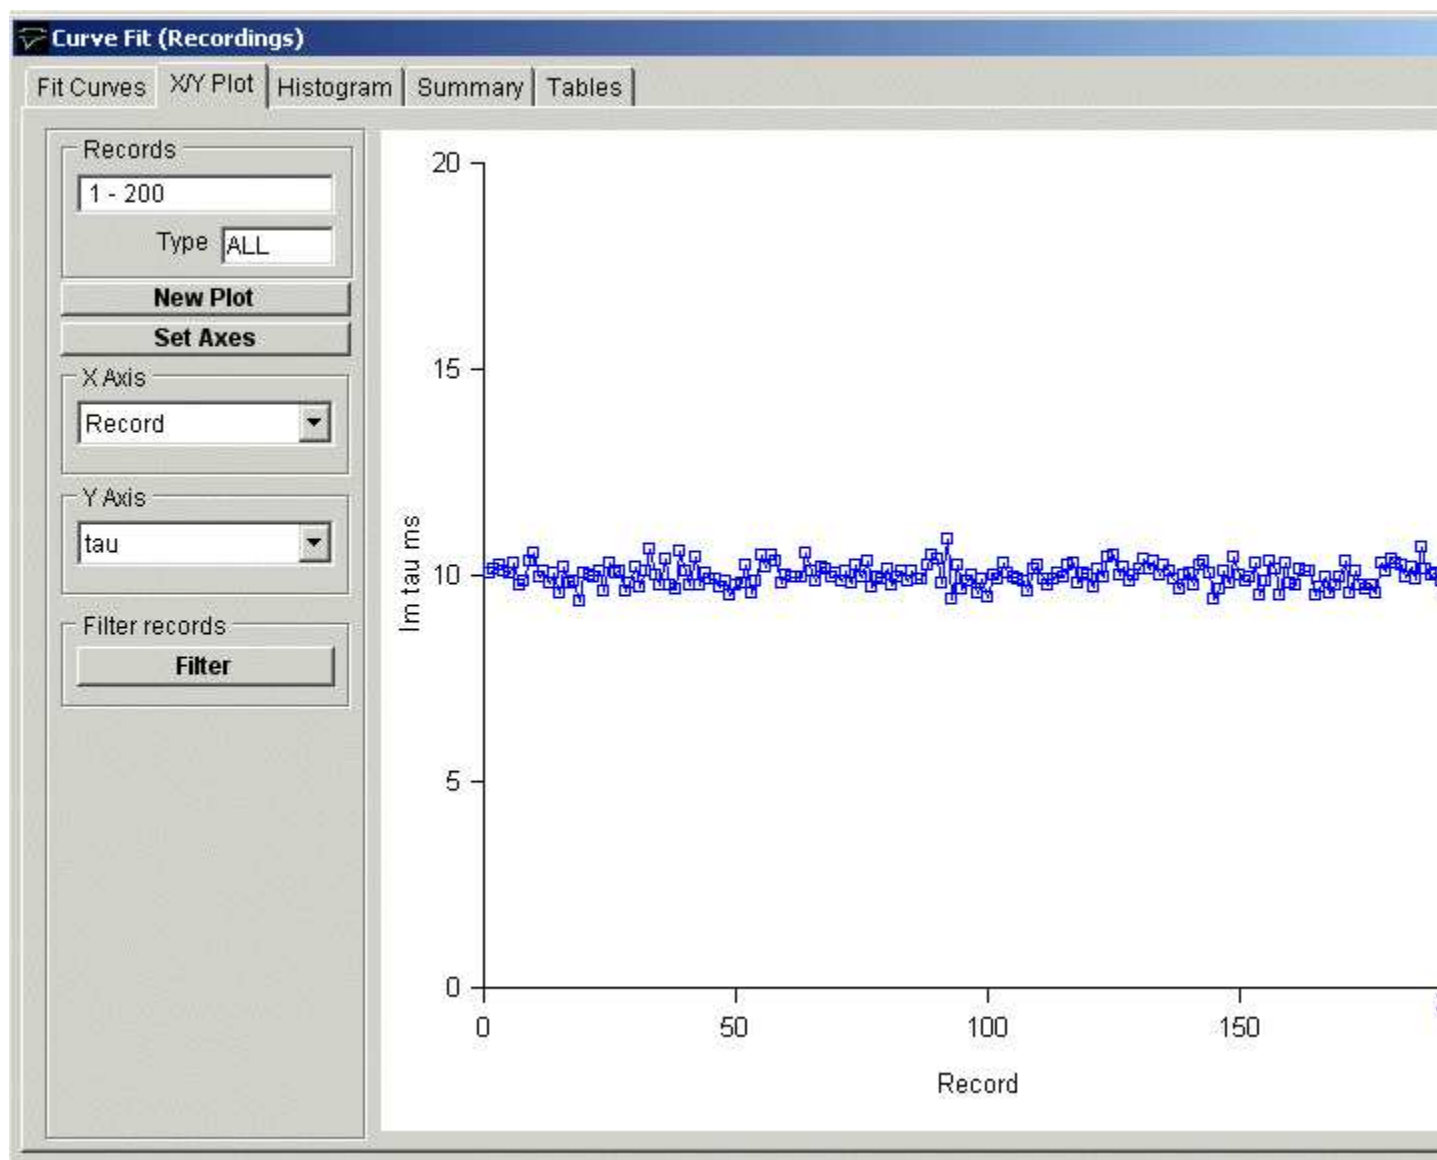 Curve Fit (Recordings)
Fit Curves X/Y Plot Histogram Summary Tables
Records
1 - 200
Type ALL
New Plot
Set Axes
X Axis
Record
Y Axis
tau
Filter records
Filter
20
15
10
5
0
Im tau ms
0 50 100 150
Record